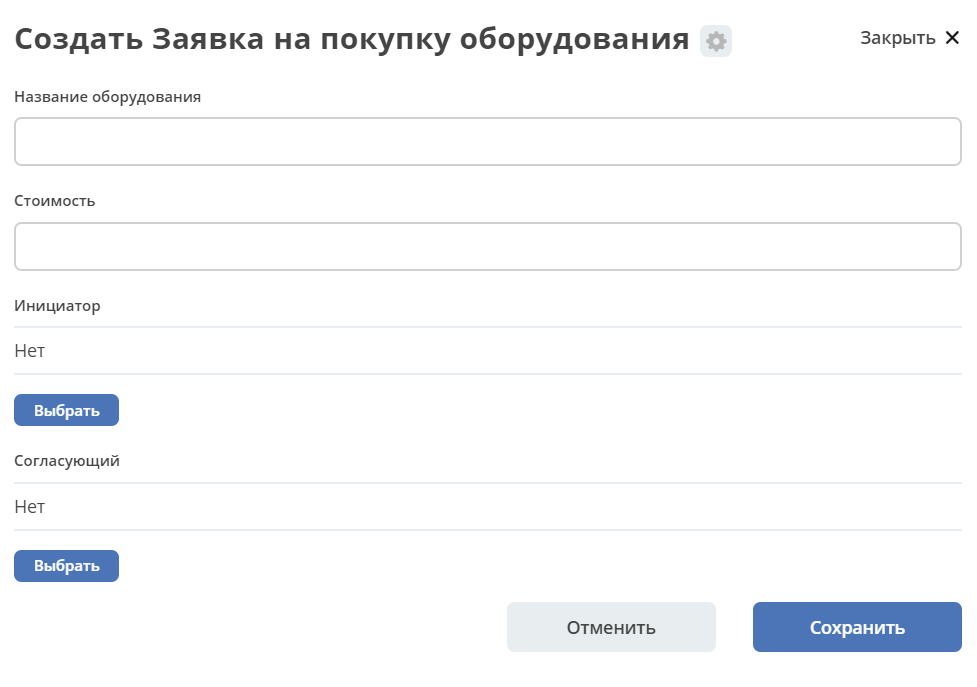 Создать Заявка на покупку оборудования
Закрыть ✕
Название оборудования
Стоимость
Инициатор
Нет
Выбрать
Согласующий
Нет
Выбрать
Отменить
Сохранить